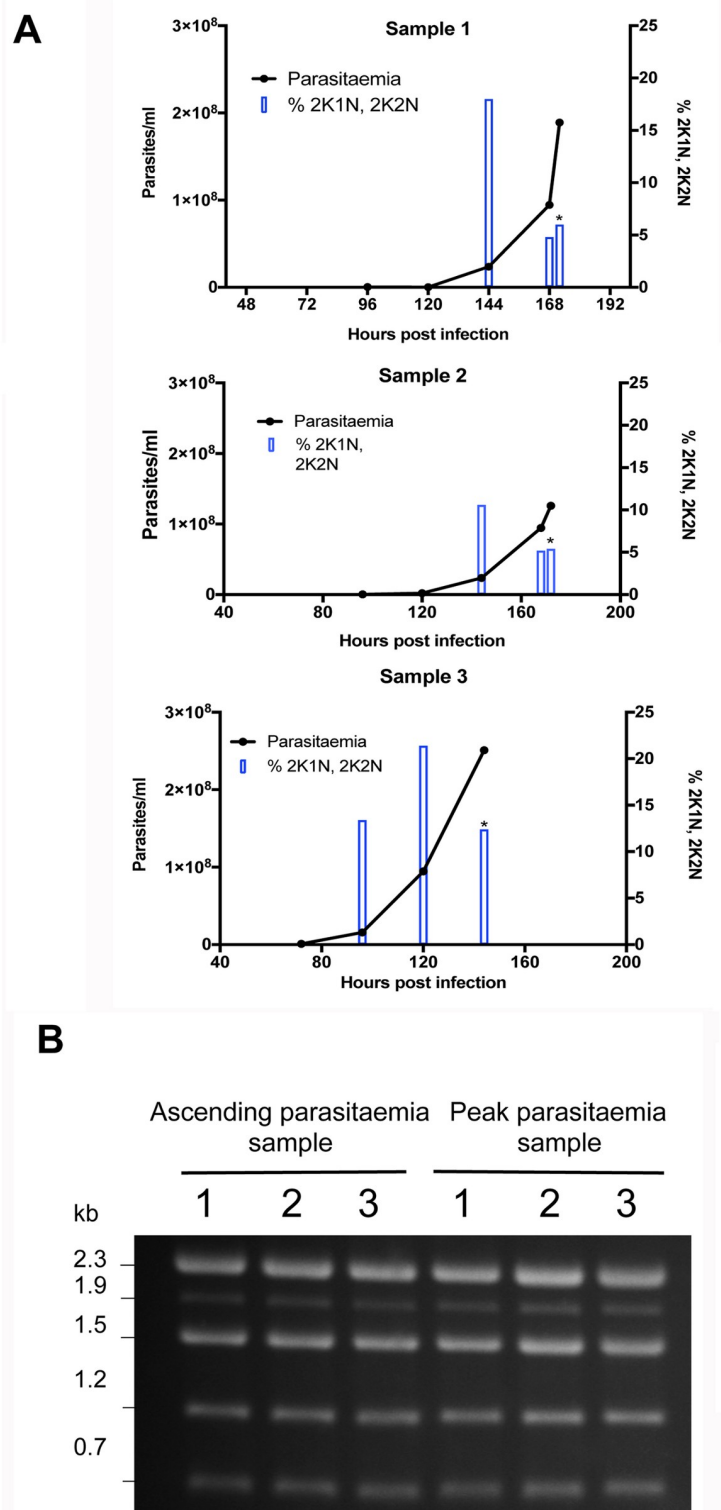 A
Sample 1
3×10⁸
2×10⁸
1×10⁸
0
Parasites/ml
Parasitaemia
% 2K1N, 2K2N
25
20
15
10
5
0
% 2K1N, 2K2N
*
48 72 96 120 144 168 192
Hours post infection
Sample 2
3×10⁸
2×10⁸
1×10⁸
0
Parasites/ml
Parasitaemia
% 2K1N,
2K2N
25
20
15
10
5
0
% 2K1N, 2K2N
*
40 80 120 160 200
Hours post infection
Sample 3
3×10⁸
2×10⁸
1×10⁸
0
Parasites/ml
Parasitaemia
% 2K1N, 2K2N
25
20
15
10
5
0
% 2K1N, 2K2N
*
40 80 120 160 200
Hours post infection
B
Ascending parasitaemia
sample
Peak parasitaemia
sample
kb
1 2 3 1 2 3
2.3
1.9
1.5
1.2
0.7